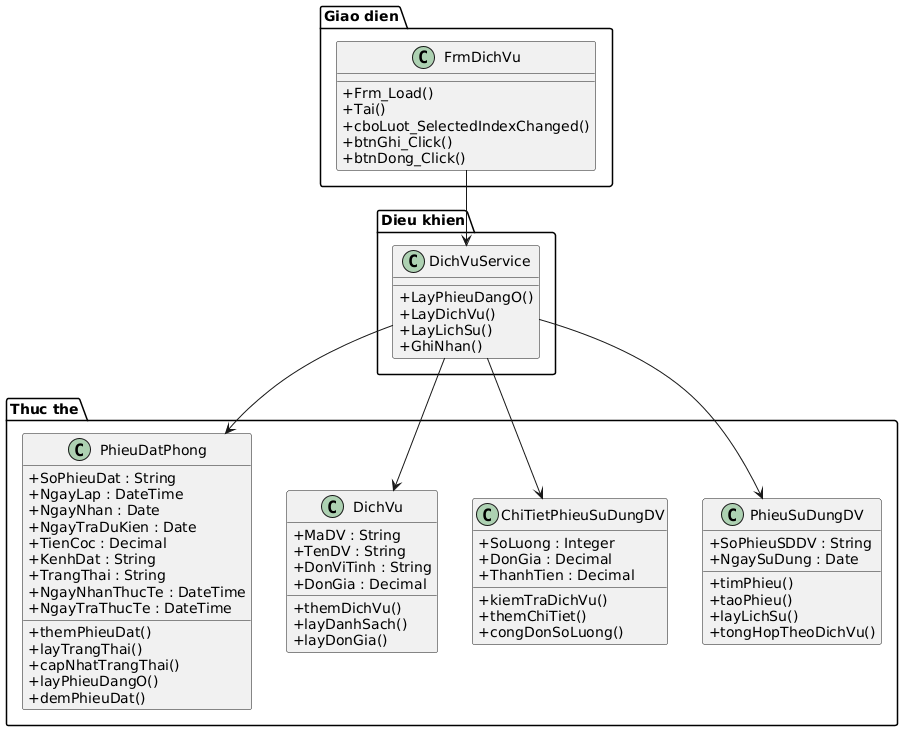 Giao dien
C FrmDichVu
+Frm_Load()
+Tai()
+cboLuot_SelectedIndexChanged()
+btnGhi_Click()
+btnDong_Click()
Dieu khien
C DichVuService
+LayPhieuDangO()
+LayDichVu()
+LayLichSu()
+GhiNhan()
Thuc the
C PhieuDatPhong
+SoPhieuDat : String
+NgayLap : DateTime
+NgayNhan : Date
+NgayTraDuKien : Date
+TienCoc : Decimal
+KenhDat : String
+TrangThai : String
+NgayNhanThucTe : DateTime
+NgayTraThucTe : DateTime
+themPhieuDat()
+layTrangThai()
+capNhatTrangThai()
+layPhieuDangO()
+demPhieuDat()
C DichVu
+MaDV : String
+TenDV : String
+DonViTinh : String
+DonGia : Decimal
+themDichVu()
+layDanhSach()
+layDonGia()
C ChiTietPhieuSuDungDV
+SoLuong : Integer
+DonGia : Decimal
+ThanhTien : Decimal
+kiemTraDichVu()
+themChiTiet()
+congDonSoLuong()
C PhieuSuDungDV
+SoPhieuSDDV : String
+NgaySuDung : Date
+timPhieu()
+taoPhieu()
+layLichSu()
+tongHopTheoDichVu()